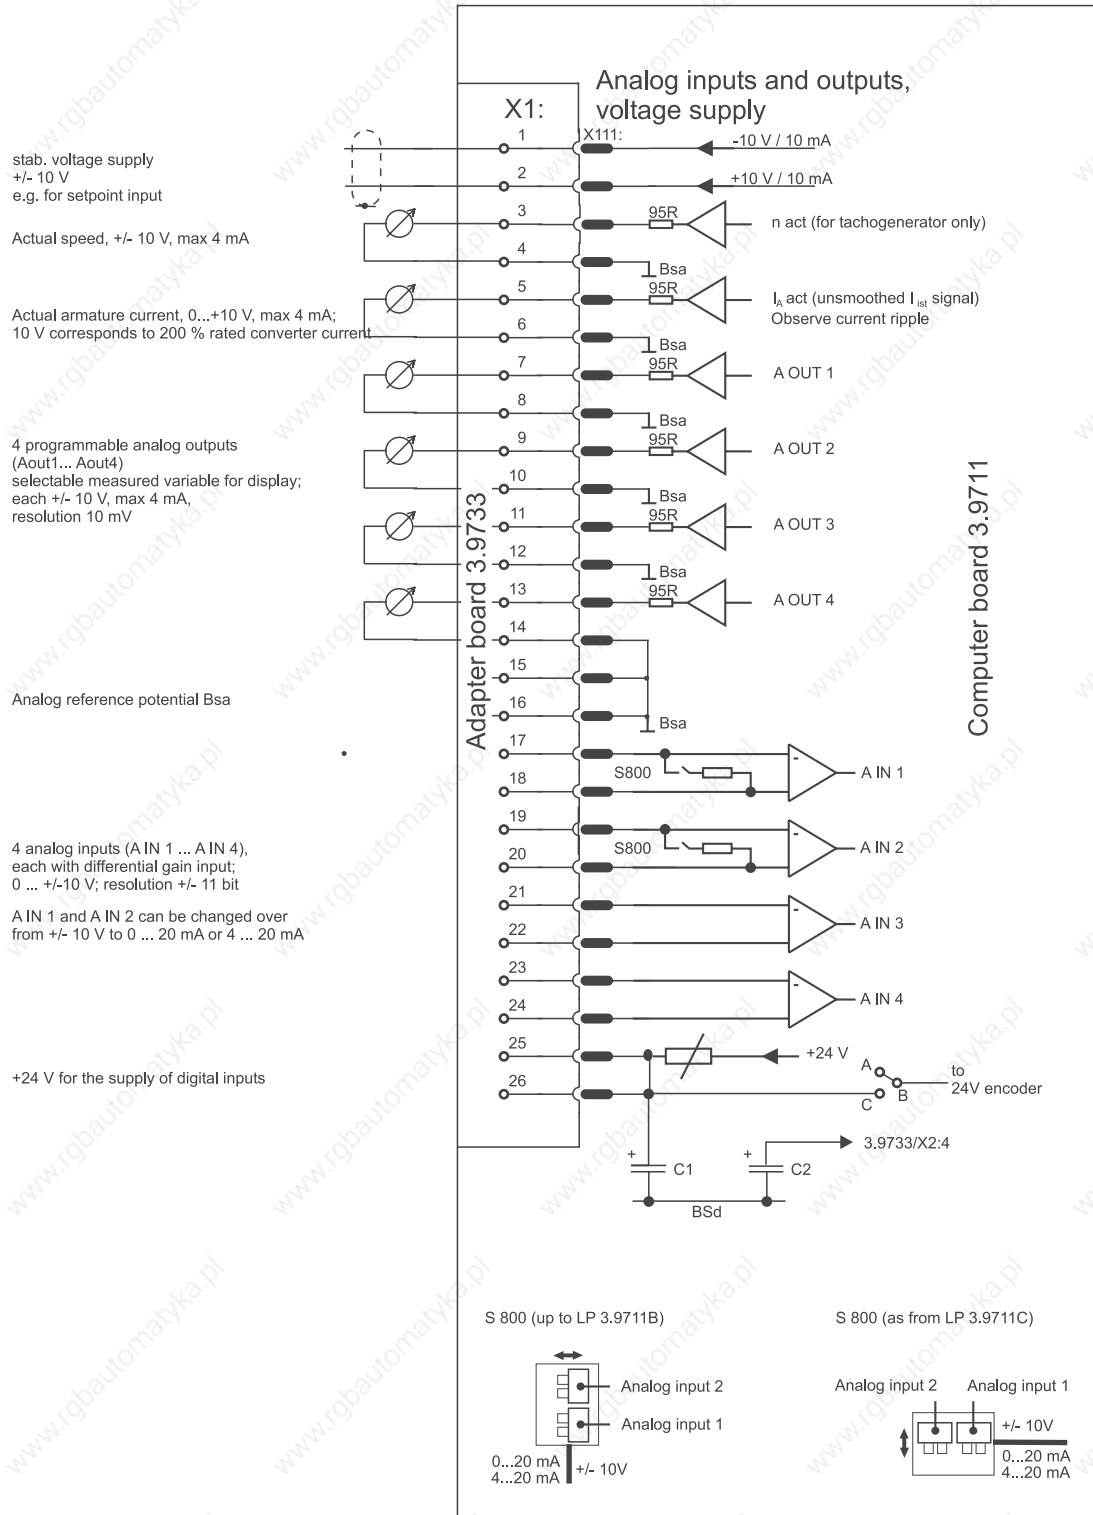 Analog inputs and outputs,
voltage supply
X1:
X111:
stab. voltage supply
+/- 10 V
e.g. for setpoint input
1
-10 V / 10 mA
2
+10 V / 10 mA
Actual speed, +/- 10 V, max 4 mA
3
95R
n act (for tachogenerator only)
4
Bsa
Actual armature current, 0...+10 V, max 4 mA;
10 V corresponds to 200 % rated converter current
5
95R
IA act (unsmoothed Iist signal)
Observe current ripple
6
Bsa
7
95R
A OUT 1
8
Bsa
4 programmable analog outputs
(Aout1... Aout4)
selectable measured variable for display;
each +/- 10 V, max 4 mA,
resolution 10 mV
9
95R
A OUT 2
10
Bsa
11
95R
A OUT 3
12
Bsa
13
95R
A OUT 4
14
15
Analog reference potential Bsa
16
Bsa
Adapter board 3.9733
Computer board 3.9711
17
S800
A IN 1
-
18
19
S800
A IN 2
-
20
4 analog inputs (A IN 1 ... A IN 4),
each with differential gain input;
0 ... +/-10 V; resolution +/- 11 bit
A IN 1 and A IN 2 can be changed over
from +/- 10 V to 0 ... 20 mA or 4 ... 20 mA
21
-
A IN 3
22
23
-
A IN 4
24
25
+24 V
+24 V for the supply of digital inputs
26
A
B
C
to
24V encoder
3.9733/X2:4
+
C1
+
C2
BSd
S 800 (up to LP 3.9711B)
Analog input 2
Analog input 1
0...20 mA
4...20 mA
+/- 10V
S 800 (as from LP 3.9711C)
Analog input 2
Analog input 1
+/- 10V
0...20 mA
4...20 mA
www.rgbautomatyka.pl